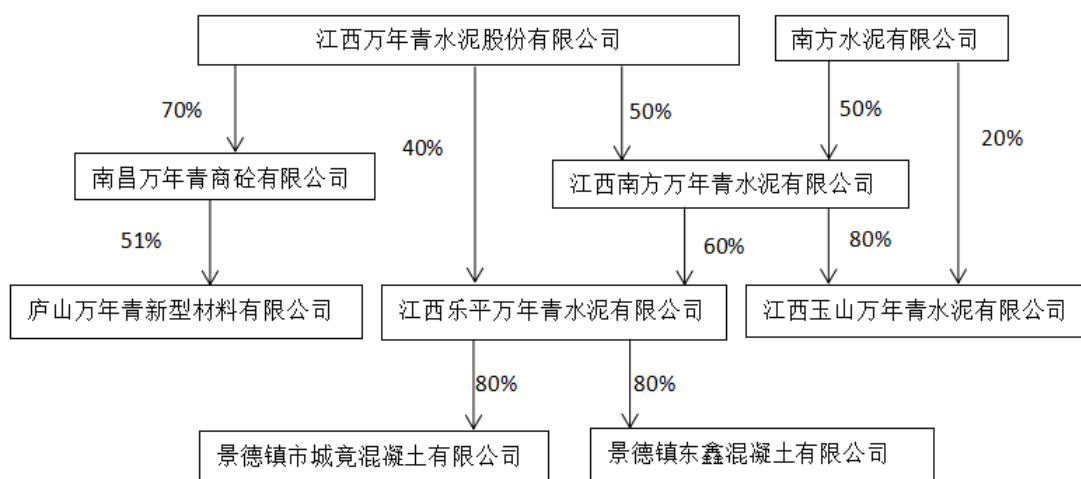 江西万年青水泥股份有限公司
南方水泥有限公司
70%
40%
50%
50%
20%
南昌万年青商砼有限公司
江西南方万年青水泥有限公司
51%
60%
80%
庐山万年青新型材料有限公司
江西乐平万年青水泥有限公司
江西玉山万年青水泥有限公司
80%
80%
景德镇市城竟混凝土有限公司
景德镇东鑫混凝土有限公司